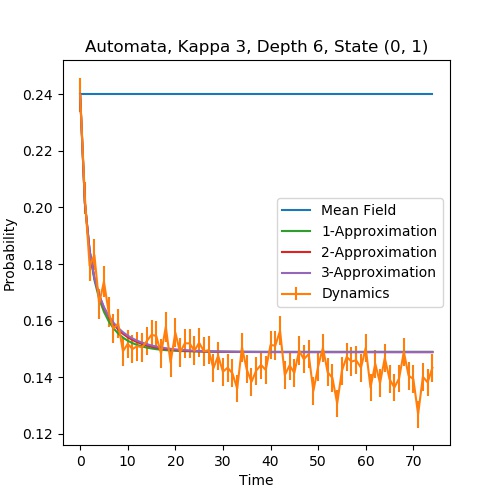 Automata, Kappa 3, Depth 6, State (0, 1)
0.24
0.22
0.20
0.18
0.16
0.14
0.12
Probability
Mean Field
1-Approximation
2-Approximation
3-Approximation
Dynamics
0 10 20 30 40 50 60 70
Time